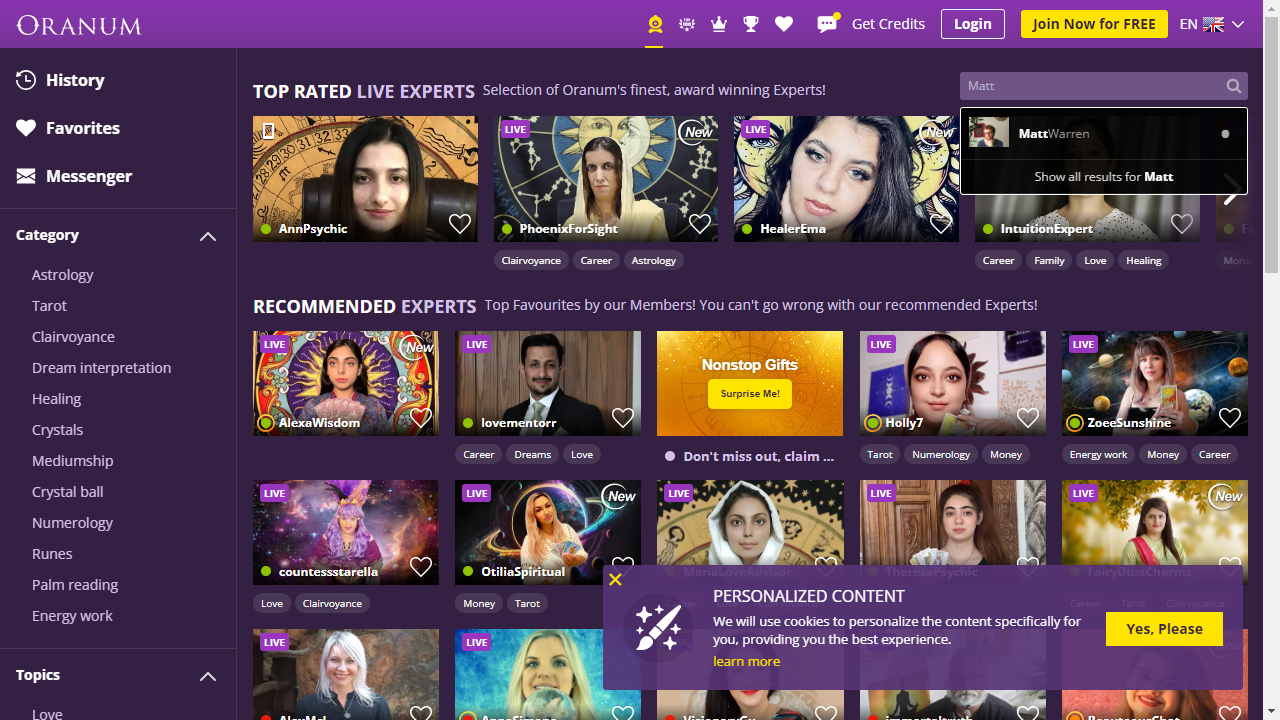 ORANUM
Get Credits
Login
Join Now for FREE
EN
History
Favorites
Messenger
Category
Astrology
Tarot
Clairvoyance
Dream interpretation
Healing
Crystals
Mediumship
Crystal ball
Numerology
Runes
Palm reading
Energy work
Topics
Love
TOP RATED LIVE EXPERTS Selection of Oranum's finest, award winning Experts!
Matt
MattWarren
Show all results for Matt
LIVE New
LIVE New
AnnPsychic
PhoenixForSight
HealerEma
IntuitionExpert
Clairvoyance Career Astrology
Career Family Love Healing
RECOMMENDED EXPERTS Top Favourites by our Members! You can't go wrong with our recommended Experts!
LIVE New
LIVE
Nonstop Gifts
Surprise Me!
LIVE
LIVE
AlexaWisdom
lovementorr
Holly7
ZoeeSunshine
Career Dreams Love
Don't miss out, claim ...
Tarot Numerology Money
Energy work Money Career
LIVE
LIVE New
LIVE
LIVE
LIVE New
countessstarella
OtiliaSpiritual
MariaLoveAdvisor
TheresaPsychic
FairyDustCharms
Love Clairvoyance
Money Tarot
Career Tarot Clairvoyance
LIVE
LIVE
PERSONALIZED CONTENT
We will use cookies to personalize the content specifically for
you, providing you the best experience.
learn more
Yes, Please